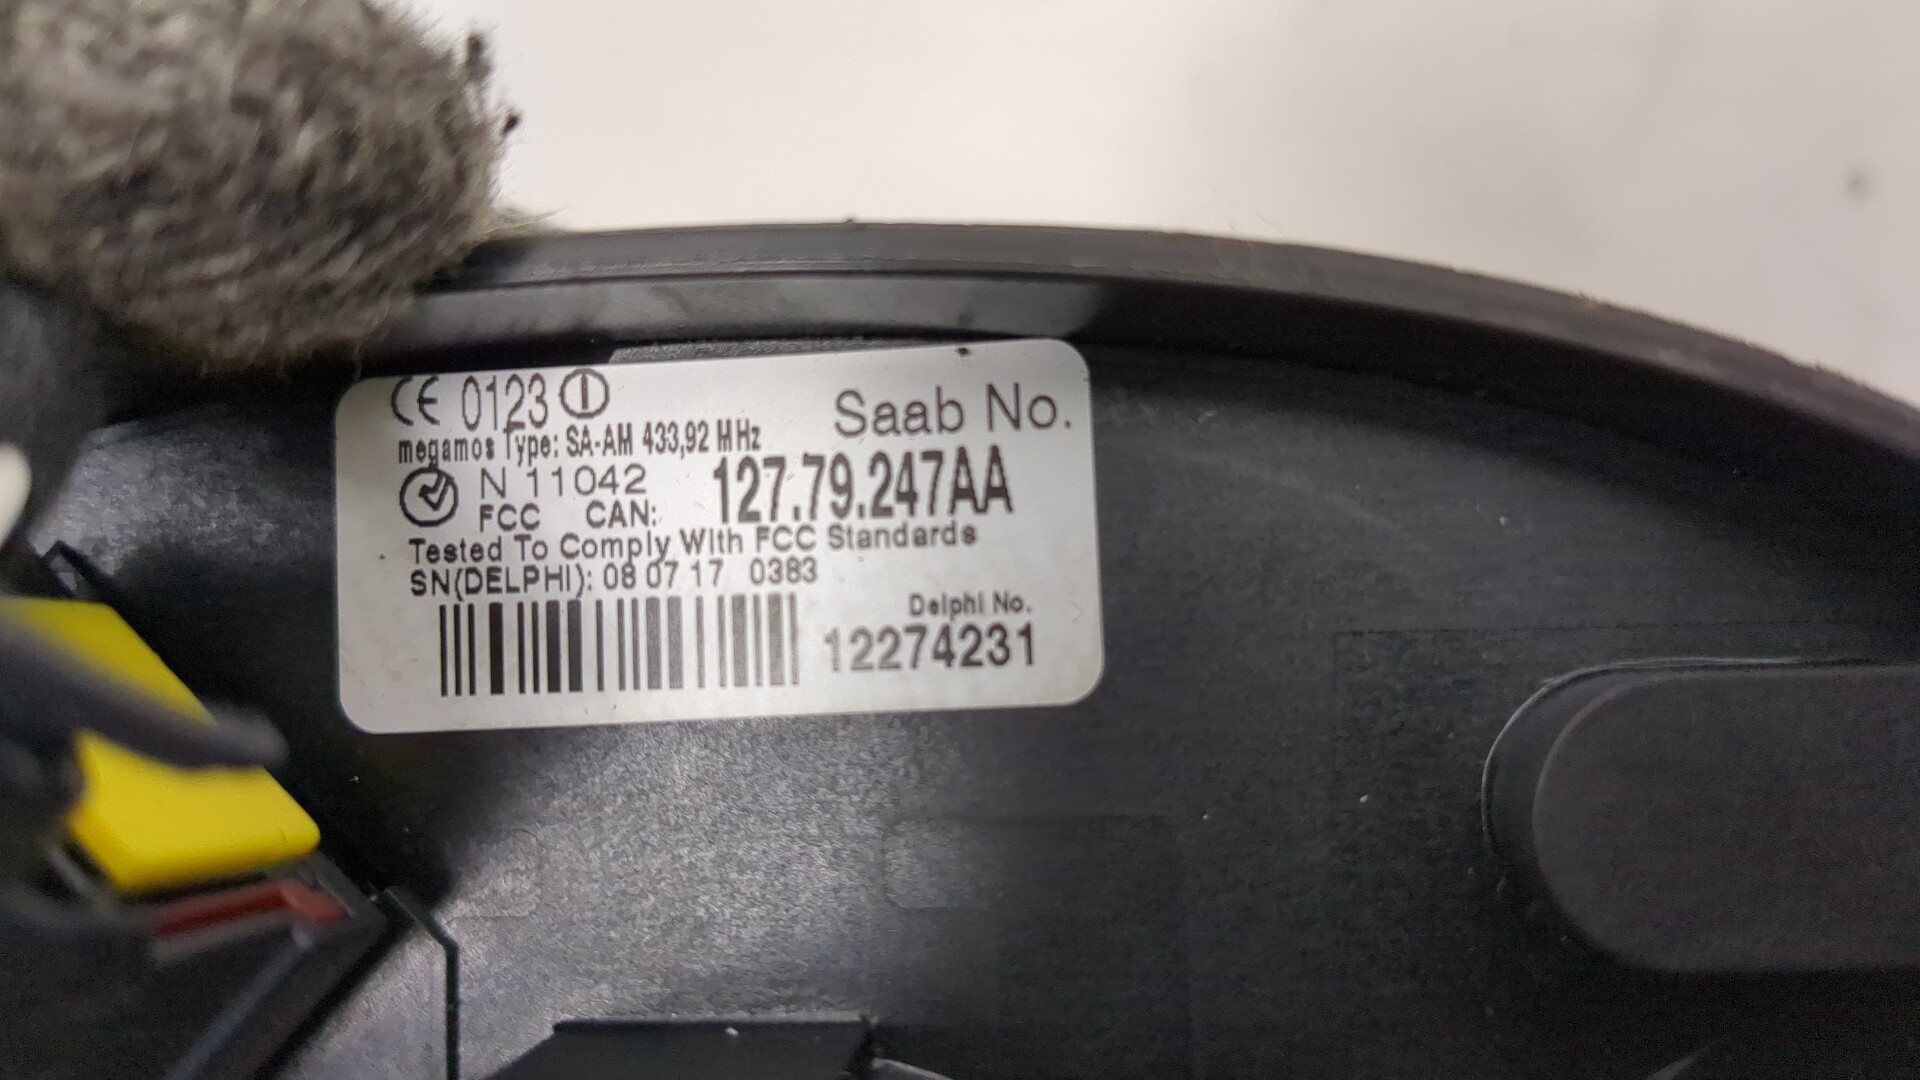 CE 0123
Saab No.
megamos Type: SA-AM 433,92 MHz
N 11042
127.79.247AA
FCC CAN:
Tested To Comply With FCC Standards
SN(DELPHI): 08 07 17 0383
Delphi No.
12274231